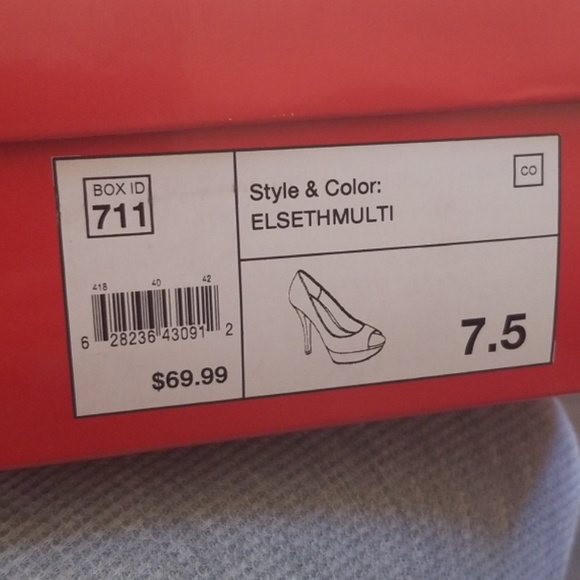 BOX ID
711
Style & Color:
ELSETHMULTI
CO
418 40 42
6 28236 43091 2
$69.99
7.5